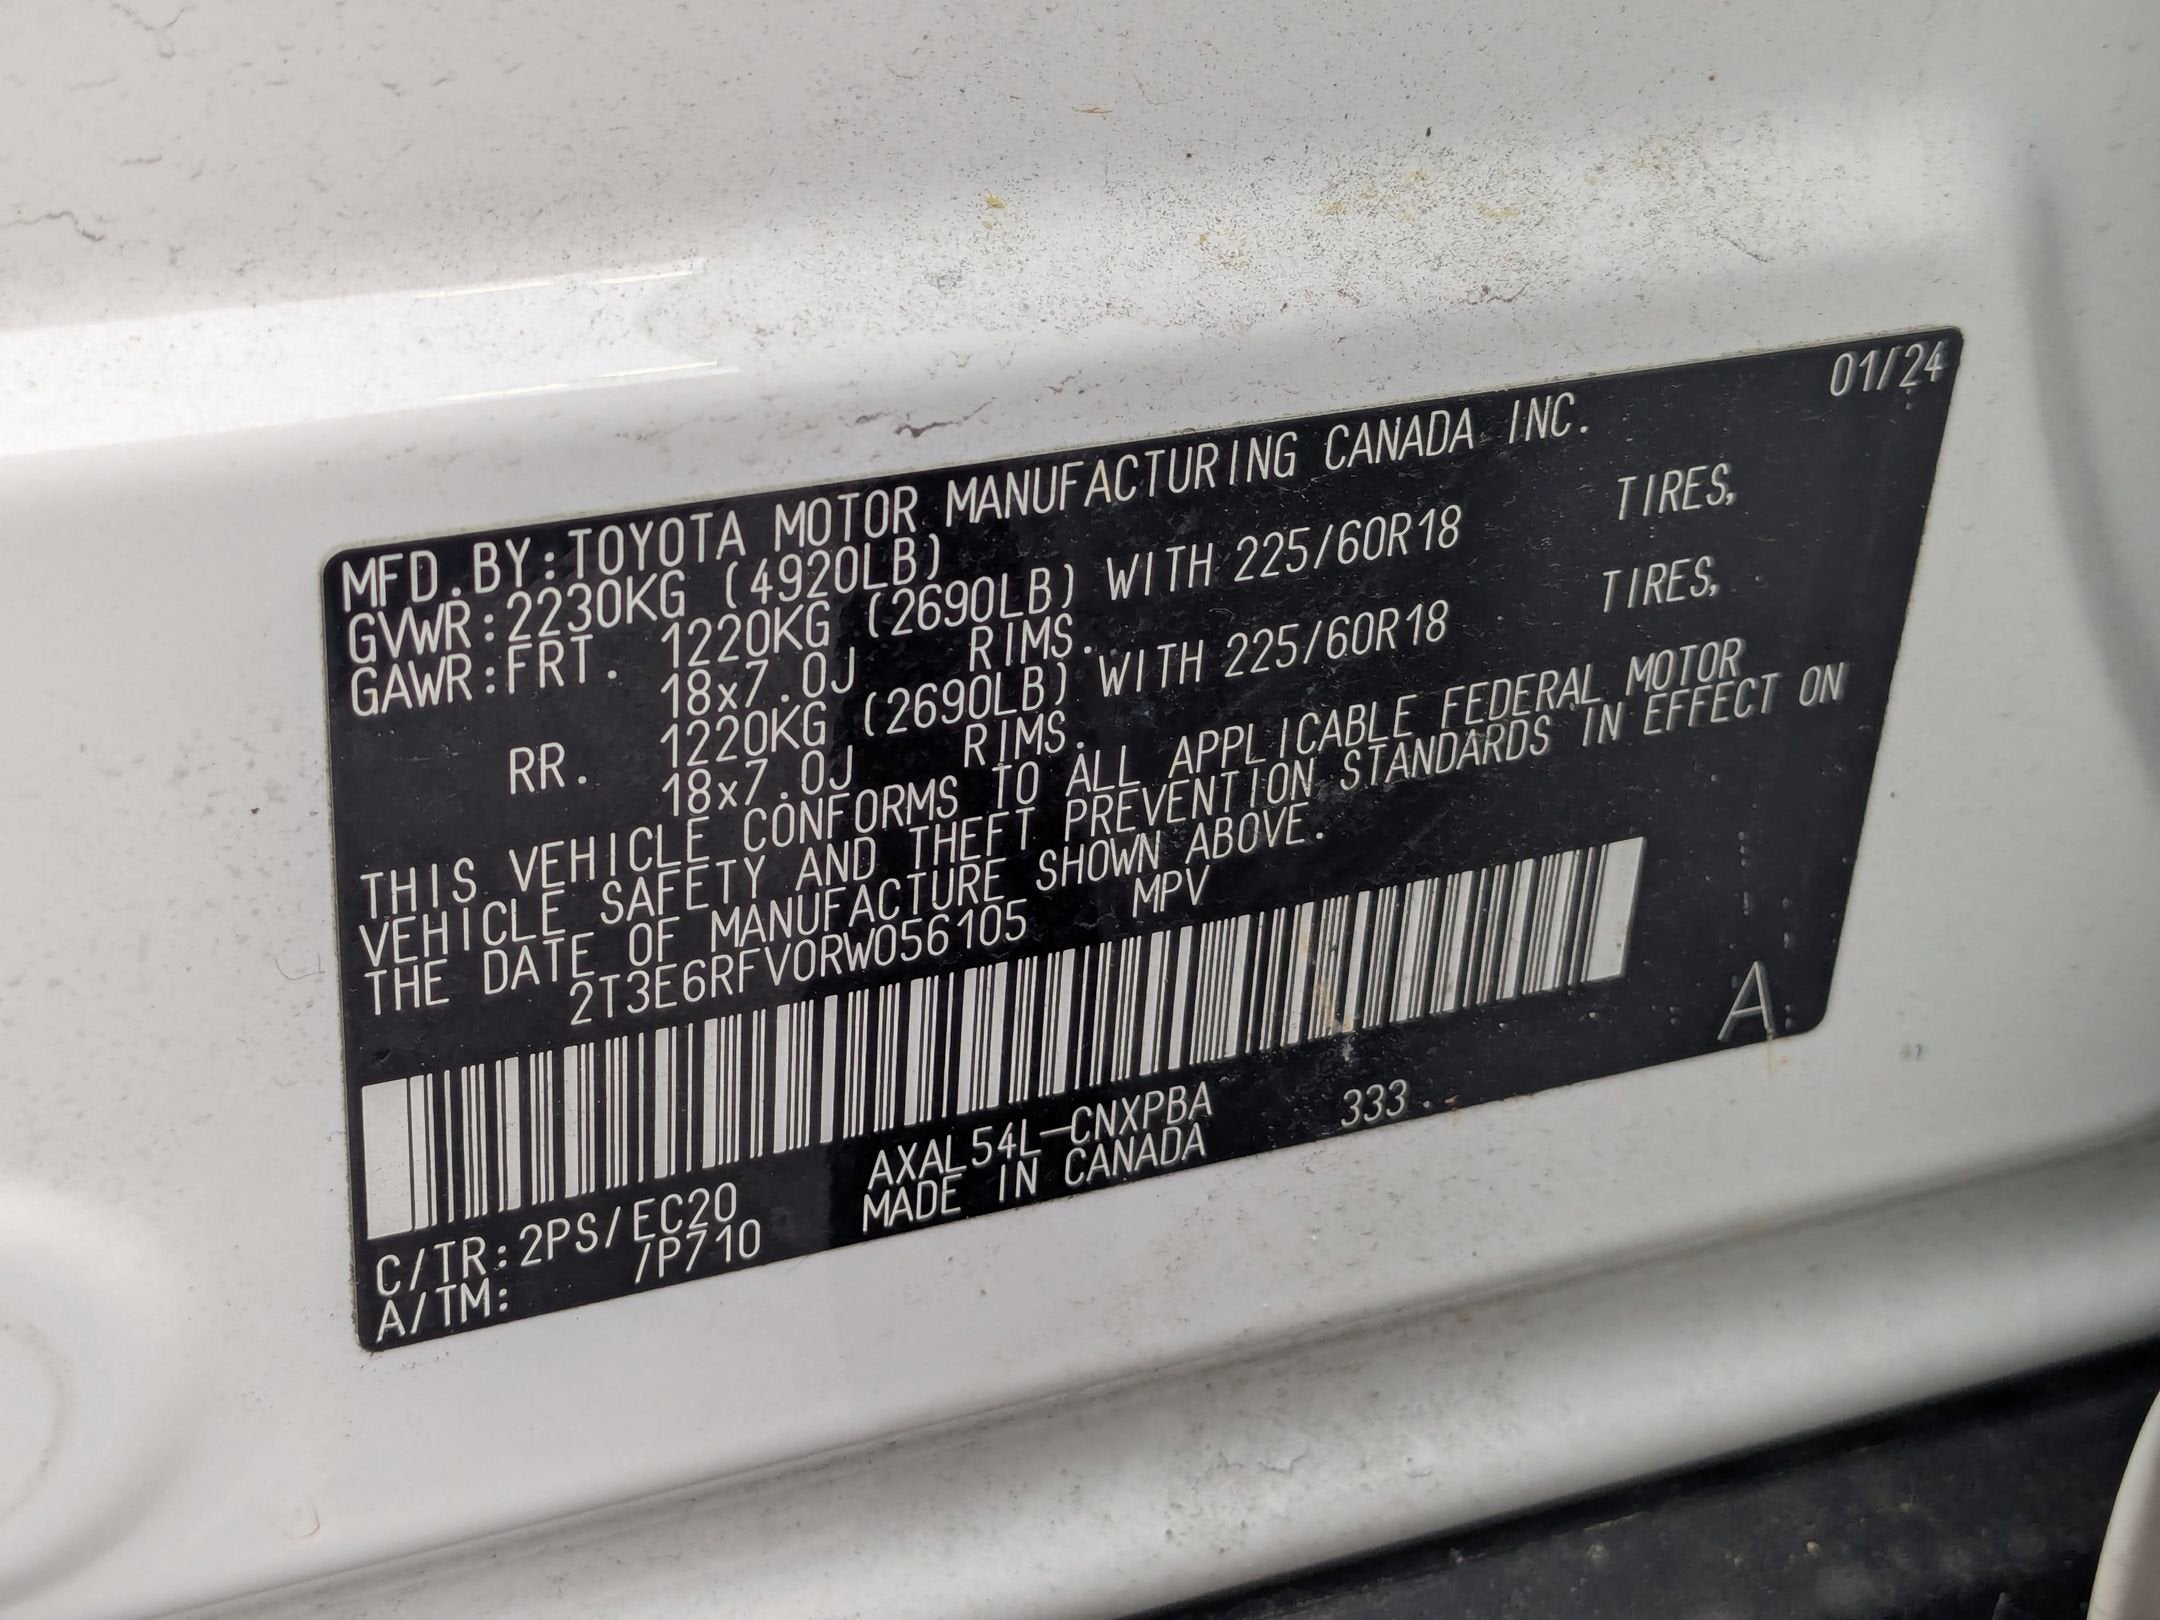 01/24
MFD.BY:TOYOTA MOTOR MANUFACTURING CANADA INC.
GVWR:2230KG (4920LB)
GAWR:FRT. 1220KG (2690LB) WITH 225/60R18 TIRES,
18x7.0J RIMS.
RR. 1220KG (2690LB) WITH 225/60R18 TIRES,
18x7.0J RIMS.
THIS VEHICLE CONFORMS TO ALL APPLICABLE FEDERAL MOTOR
VEHICLE SAFETY AND THEFT PREVENTION STANDARDS IN EFFECT ON
THE DATE OF MANUFACTURE SHOWN ABOVE.
2T3E6RFV0RW056105 MPV
A
C/TR:2PS/EC20 AXAL54L-CNXPBA 333
A/TM: /P710 MADE IN CANADA